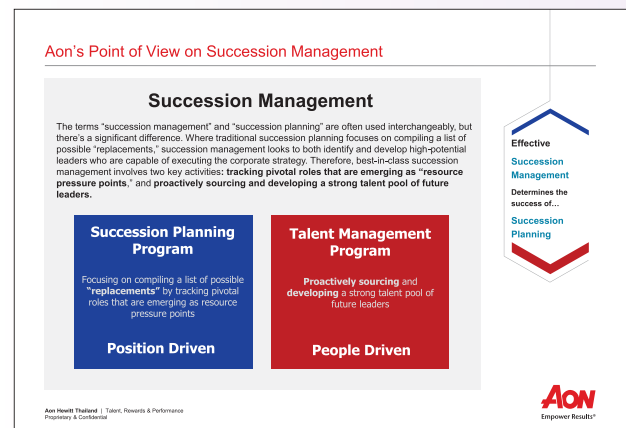 Aon's Point of View on Succession Management
Succession Management
The terms “succession management” and “succession planning” are often used interchangeably, but
there's a significant difference. Where traditional succession planning focuses on compiling a list of
possible “replacements,” succession management looks to both identify and develop high-potential
leaders who are capable of executing the corporate strategy. Therefore, best-in-class succession
management involves two key activities: tracking pivotal roles that are emerging as “resource
pressure points,” and proactively sourcing and developing a strong talent pool of future
leaders.
Succession Planning
Program
Focusing on compiling a list of possible
“replacements” by tracking pivotal
roles that are emerging as resource
pressure points
Position Driven
Talent Management
Program
Proactively sourcing and
developing a strong talent pool of
future leaders
People Driven
Effective
Succession
Management
Determines the
success of…
Succession
Planning
Aon Hewitt Thailand | Talent, Rewards & Performance
Proprietary & Confidential
AON
Empower Results®